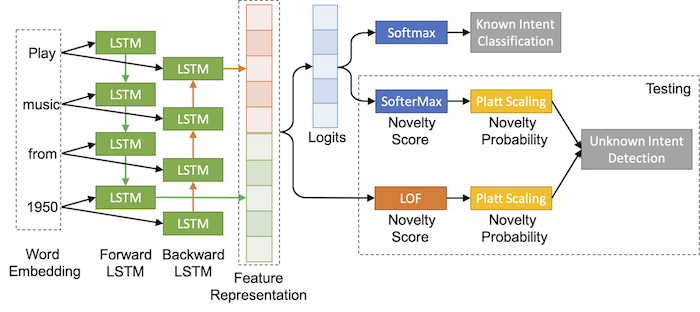 Play
music
from
1950
Word
Embedding
LSTM
LSTM
LSTM
LSTM
Forward
LSTM
LSTM
LSTM
LSTM
LSTM
Backward
LSTM
Feature
Representation
Logits
Softmax
Known Intent
Classification
Testing
SofterMax
Novelty
Score
Platt Scaling
Novelty
Probability
LOF
Novelty
Score
Platt Scaling
Novelty
Probability
Unknown Intent
Detection